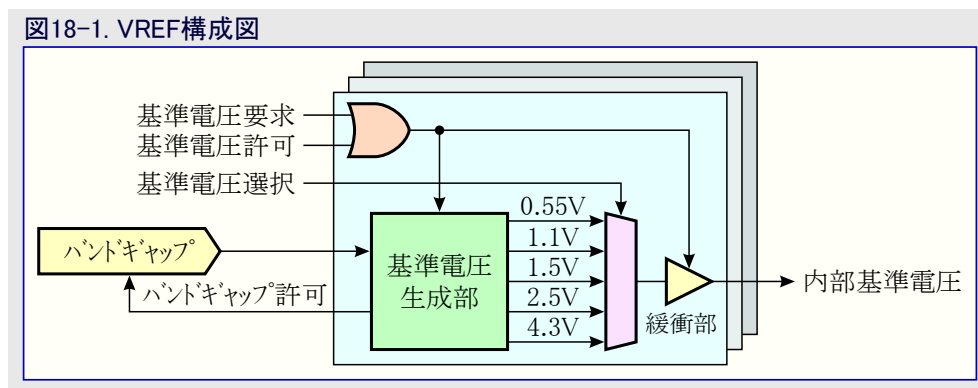 図18-1. VREF構成図
基準電圧要求
基準電圧許可
基準電圧選択
0.55V
1.1V
1.5V
2.5V
4.3V
バンドギャップ
バンドギャップ許可
基準電圧
生成部
緩衝部
内部基準電圧